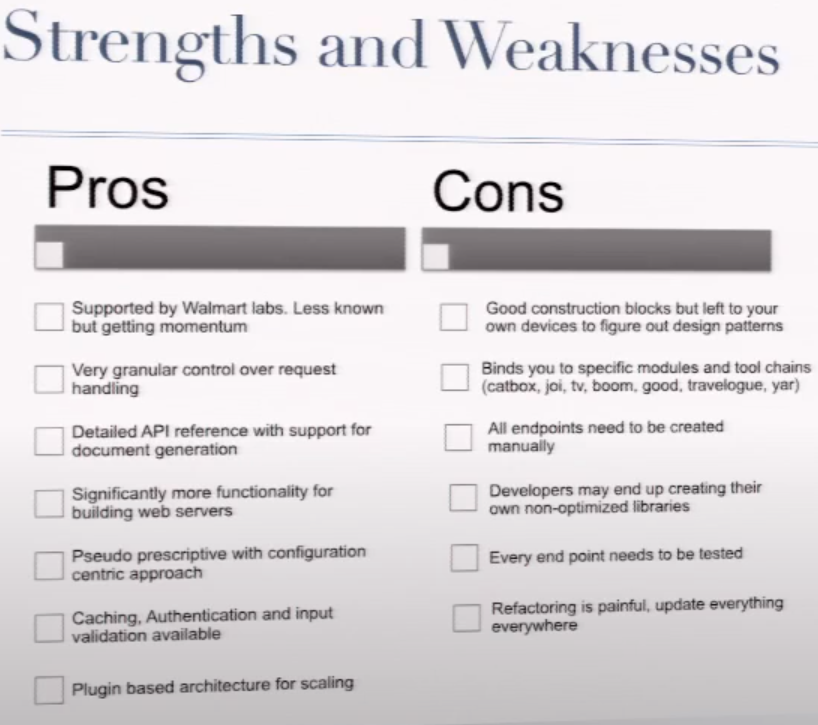 Strengths and Weaknesses
Pros
Supported by Walmart labs. Less known
but getting momentum
Very granular control over request
handling
Detailed API reference with support for
document generation
Significantly more functionality for
building web servers
Pseudo prescriptive with configuration
centric approach
Caching, Authentication and input
validation available
Plugin based architecture for scaling
Cons
Good construction blocks but left to your
own devices to figure out design patterns
Binds you to specific modules and tool chains
(catbox, joi, tv, boom, good, travelogue, yar)
All endpoints need to be created
manually
Developers may end up creating their
own non-optimized libraries
Every end point needs to be tested
Refactoring is painful, update everything
everywhere